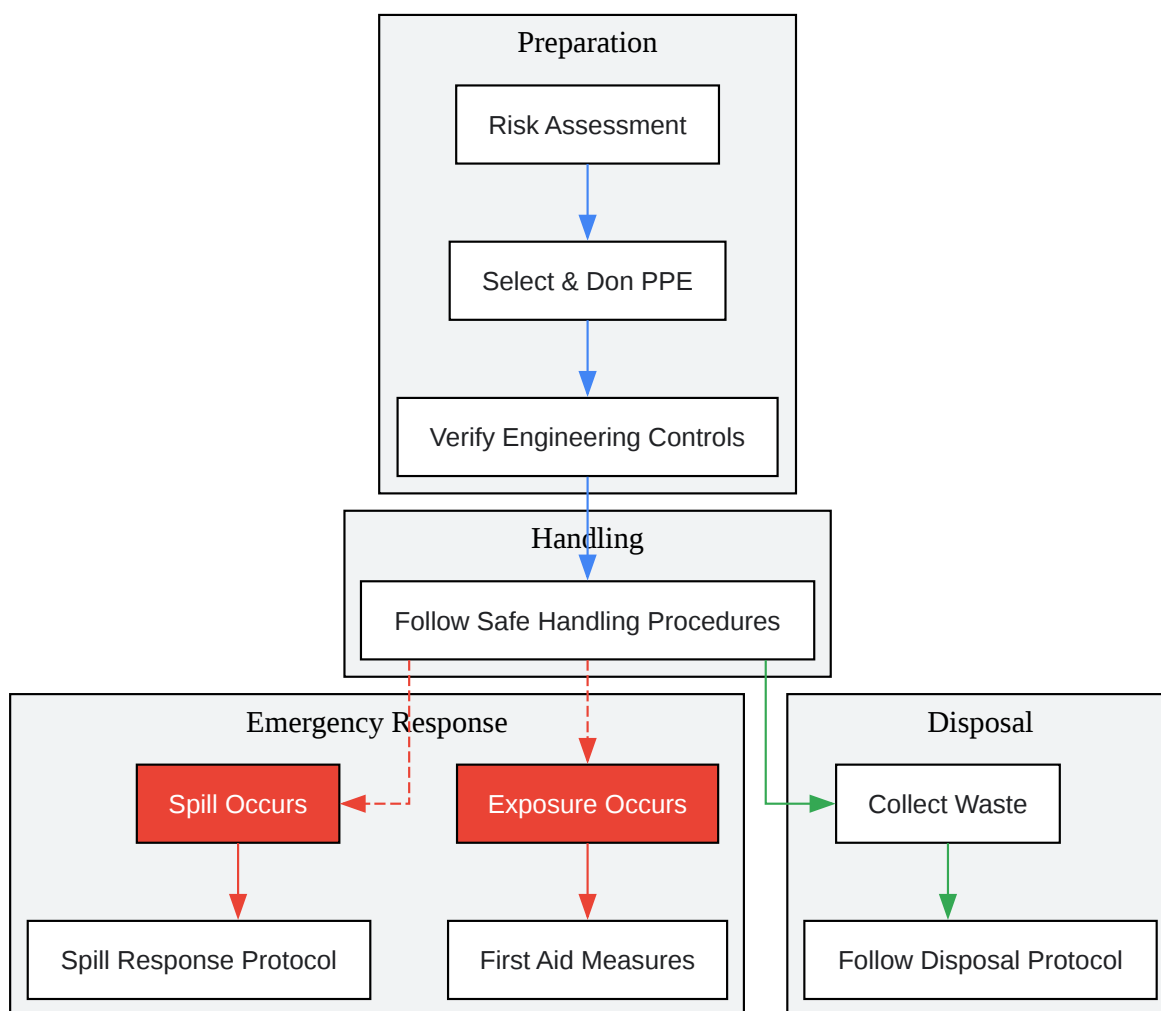 Preparation
Risk Assessment
Select & Don PPE
Verify Engineering Controls
Handling
Follow Safe Handling Procedures
Emergency Response
Spill Occurs
Exposure Occurs
Spill Response Protocol
First Aid Measures
Disposal
Collect Waste
Follow Disposal Protocol